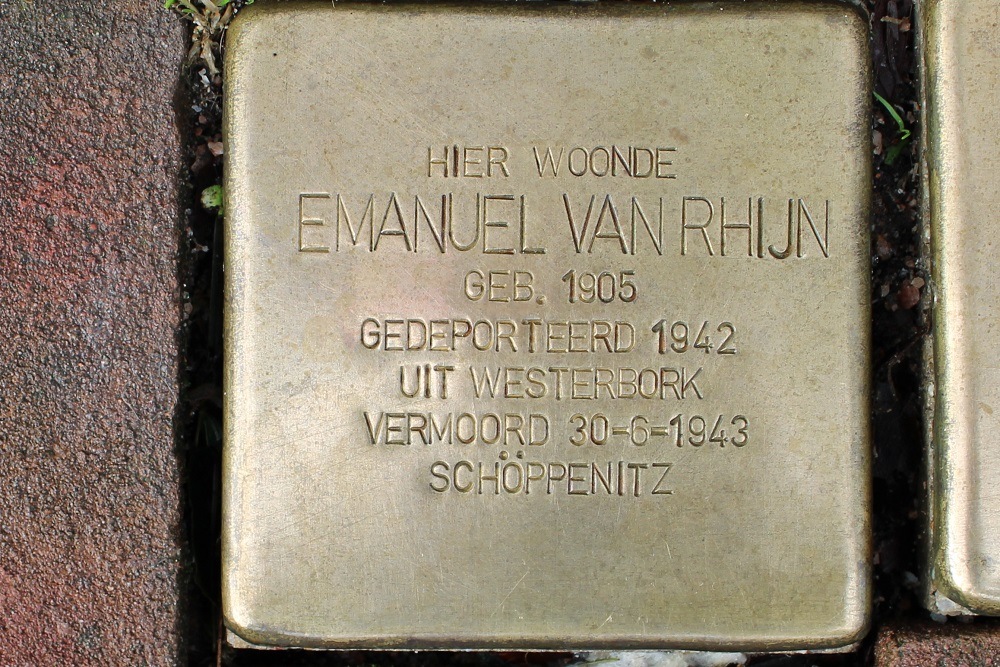 HIER WOONDE
EMANUEL VAN RHIJN
GEB. 1905
GEDEPORTEERD 1942
UIT WESTERBORK
VERMOORD 30-6-1943
SCHÖPPENITZ